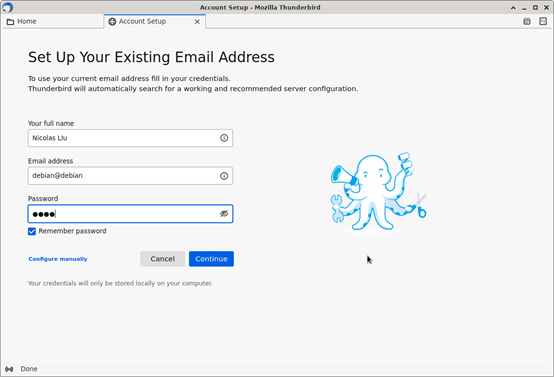 Account Setup - Mozilla Thunderbird
Home
Account Setup
Set Up Your Existing Email Address
To use your current email address fill in your credentials.
Thunderbird will automatically search for a working and recommended server configuration.
Your full name
Nicolas LIu
Email address
debian@debian
Password
●●●●
Remember password
Configure manually
Cancel
Continue
Your credentials will only be stored locally on your computer.
Done